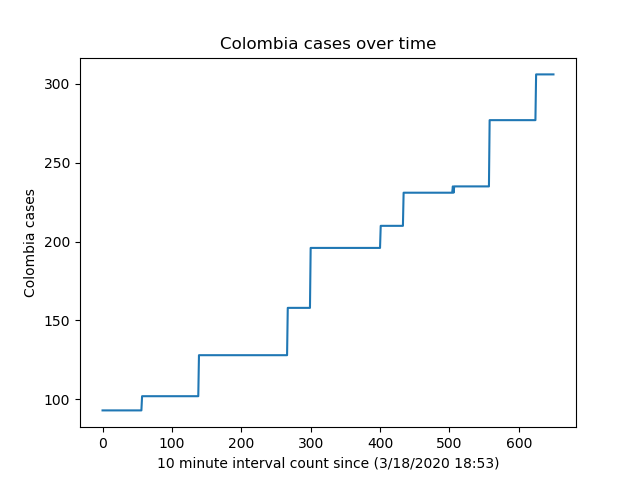 Colombia cases over time
300
250
200
150
100
Colombia cases
0 100 200 300 400 500 600
10 minute interval count since (3/18/2020 18:53)